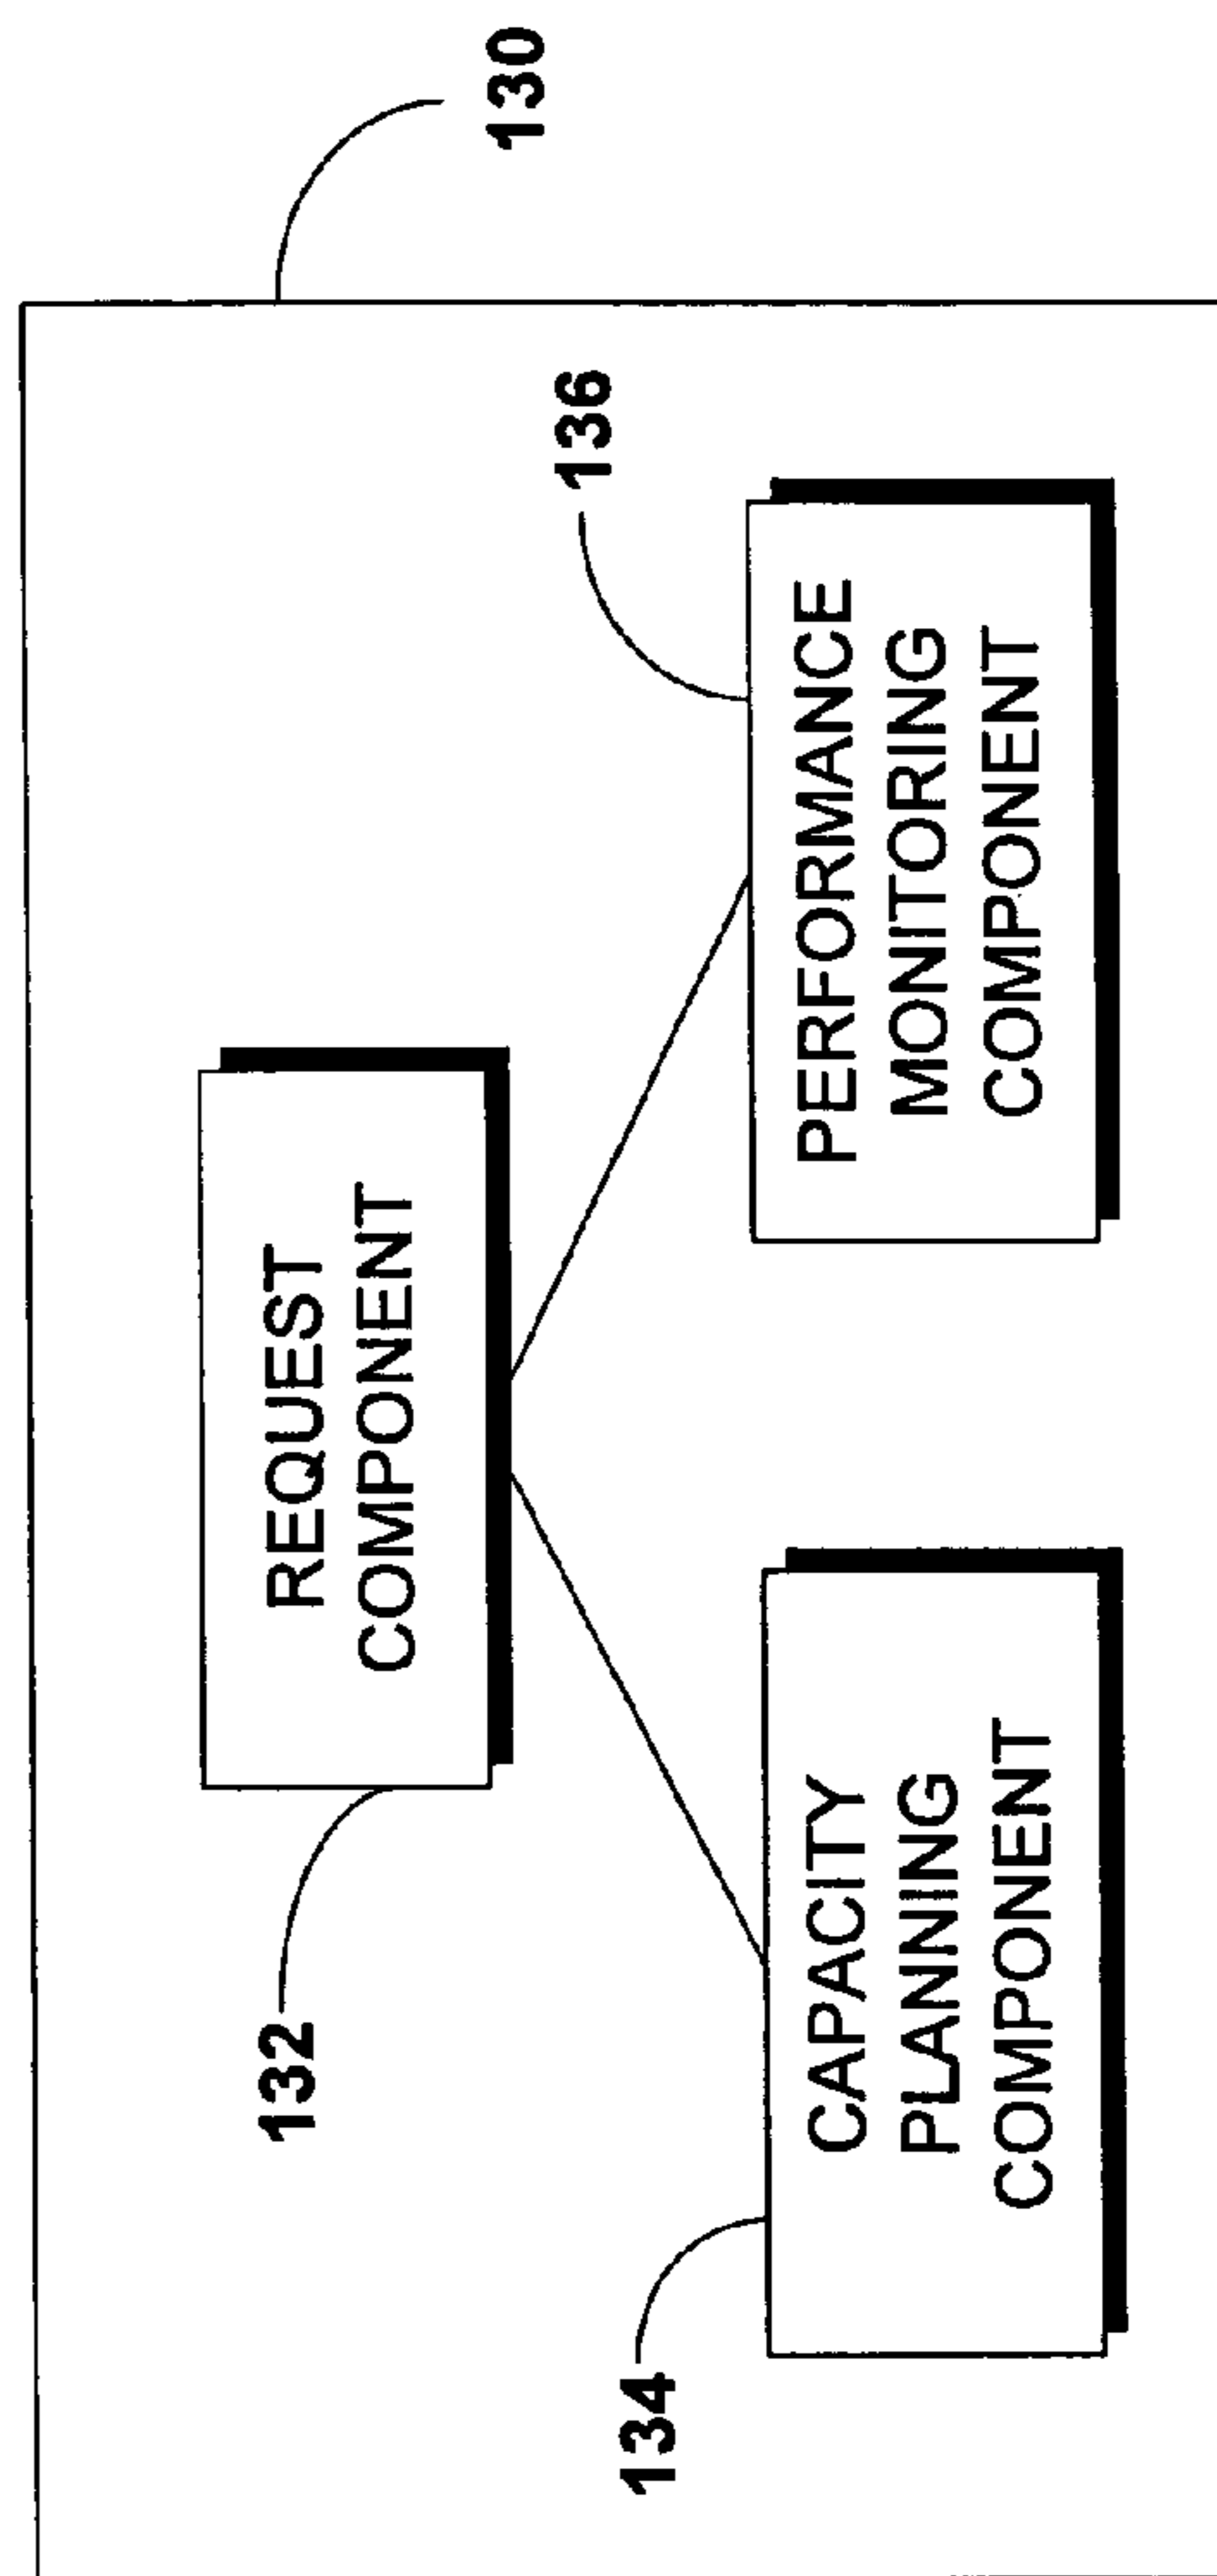 130
132
REQUEST
COMPONENT
134
CAPACITY
PLANNING
COMPONENT
136
PERFORMANCE
MONITORING
COMPONENT